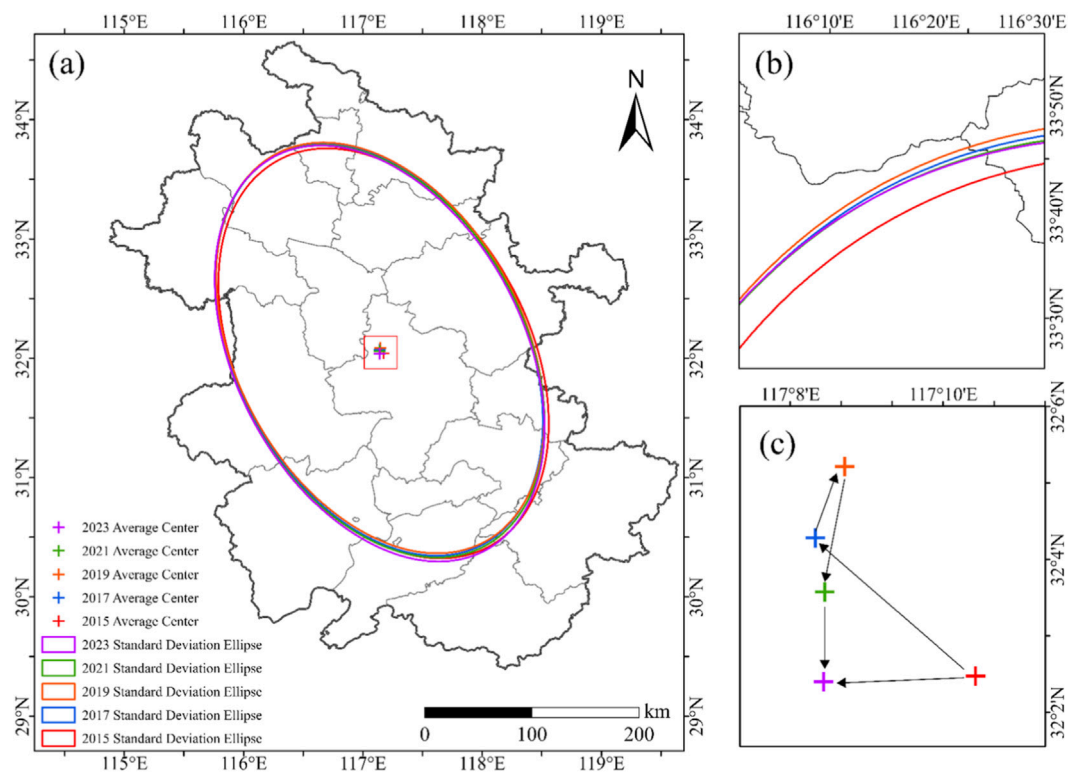 115°E 116°E 117°E 118°E 119°E
116°10'E 116°20'E 116°30'E
(a)
N
34°N
33°N
32°N
31°N
30°N
29°N
34°N
33°N
32°N
31°N
30°N
29°N
2023 Average Center
2021 Average Center
2019 Average Center
2017 Average Center
2015 Average Center
2023 Standard Deviation Ellipse
2021 Standard Deviation Ellipse
2019 Standard Deviation Ellipse
2017 Standard Deviation Ellipse
2015 Standard Deviation Ellipse
km
0 100 200
115°E 116°E 117°E 118°E 119°E
(b)
33°50'N
33°40'N
33°30'N
117°8'E 117°10'E
(c)
32°6'N
32°4'N
32°2'N